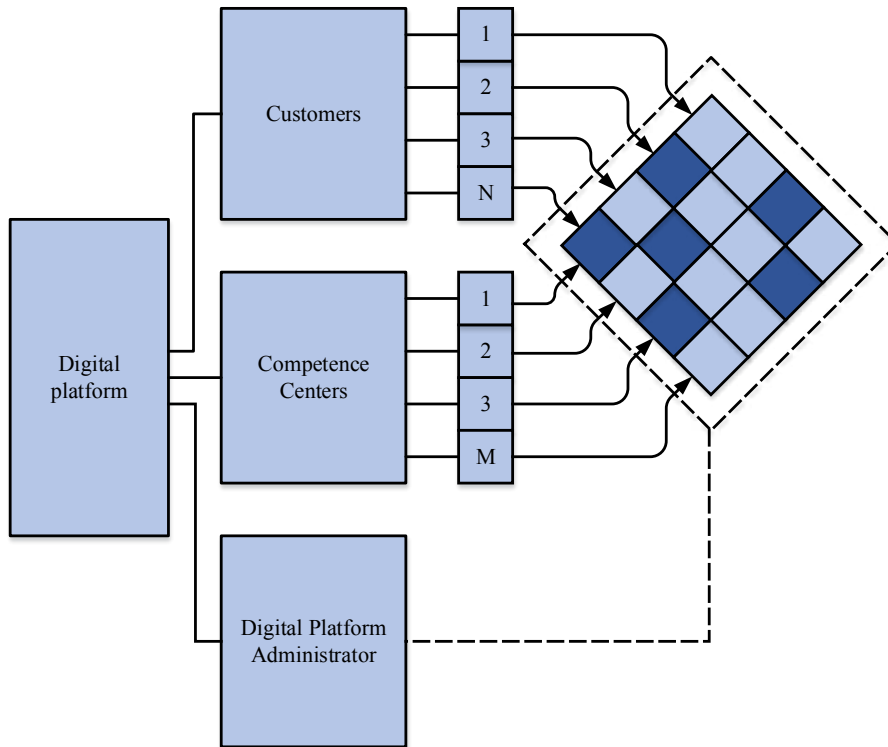 Customers
1
2
3
N
Digital
platform
Competence
Centers
1
2
3
M
Digital Platform
Administrator